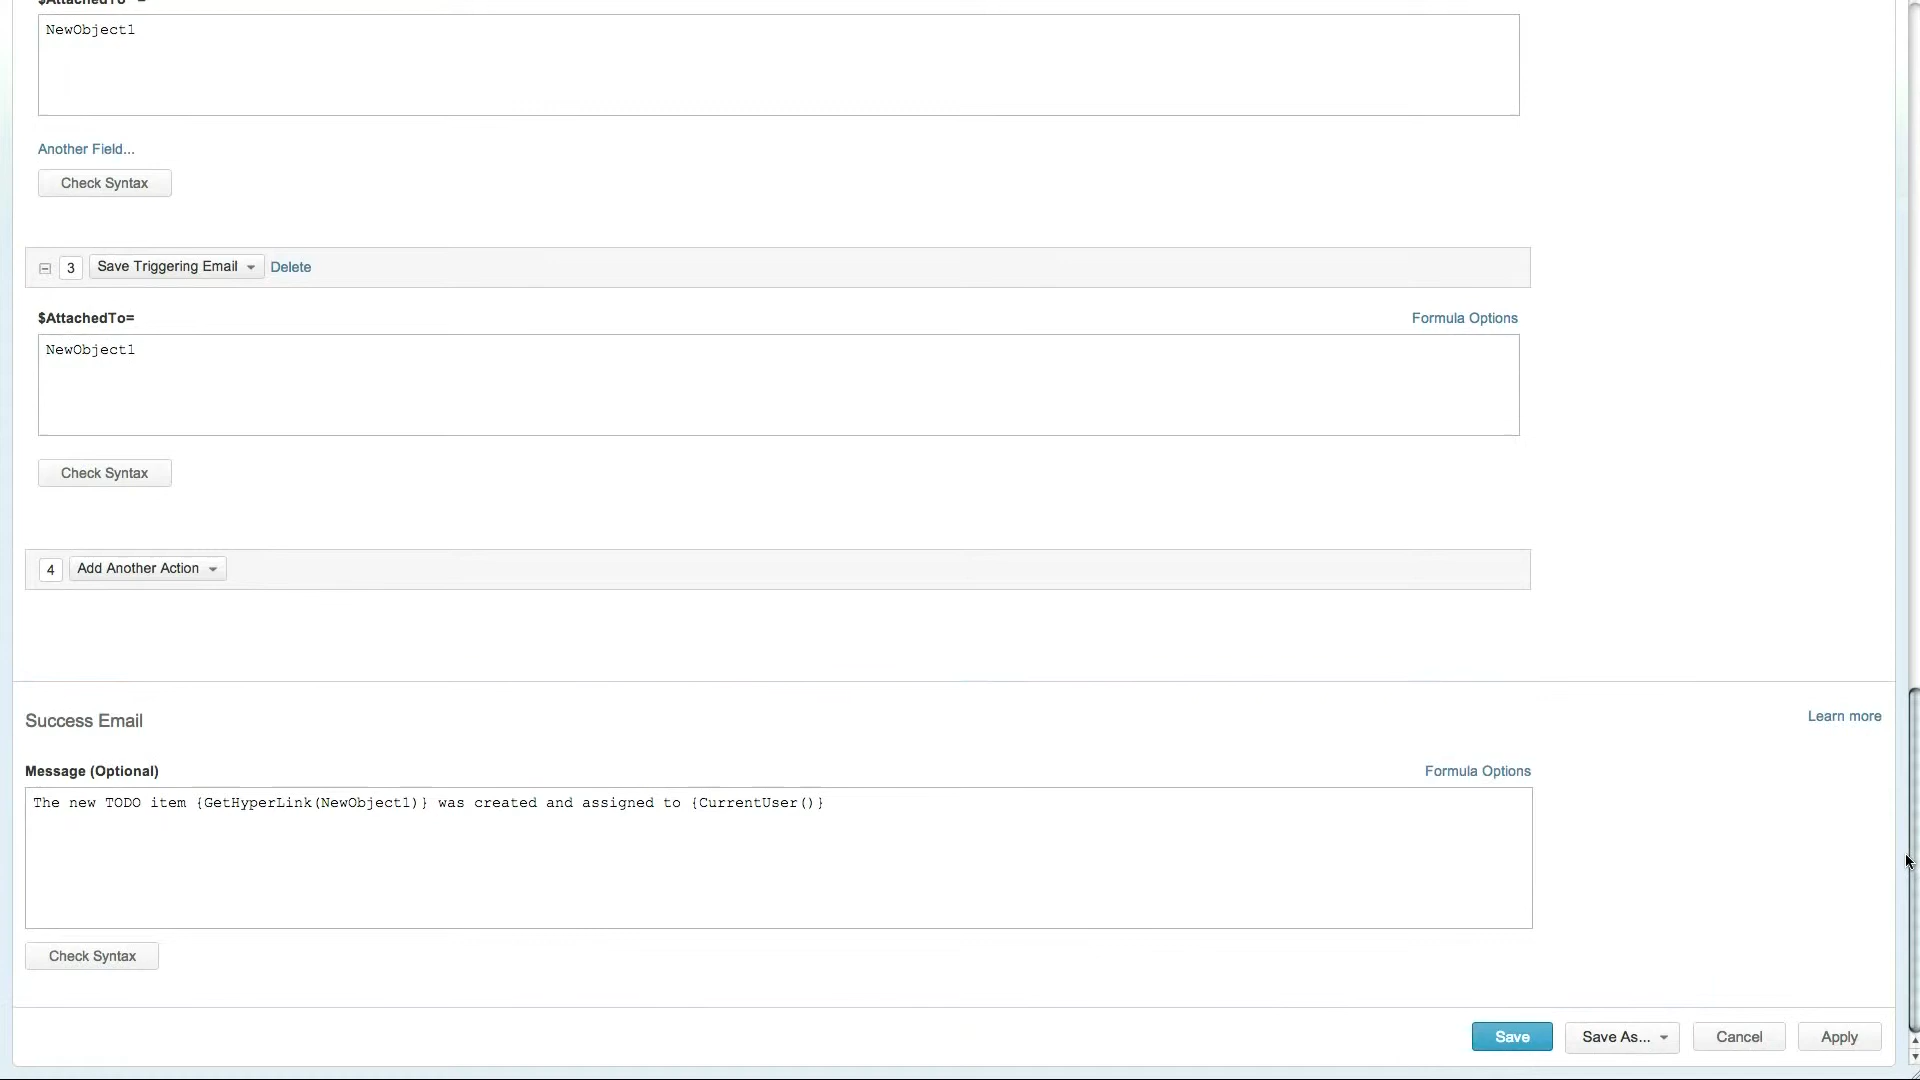 $AttachedTo =
NewObject1
Another Field...
Check Syntax
3 Save Triggering Email Delete
$AttachedTo= Formula Options
NewObject1
Check Syntax
4 Add Another Action
Success Email Learn more
Message (Optional) Formula Options
The new TODO item {GetHyperLink(NewObject1)} was created and assigned to {CurrentUser()}
Check Syntax
Save Save As... Cancel Apply